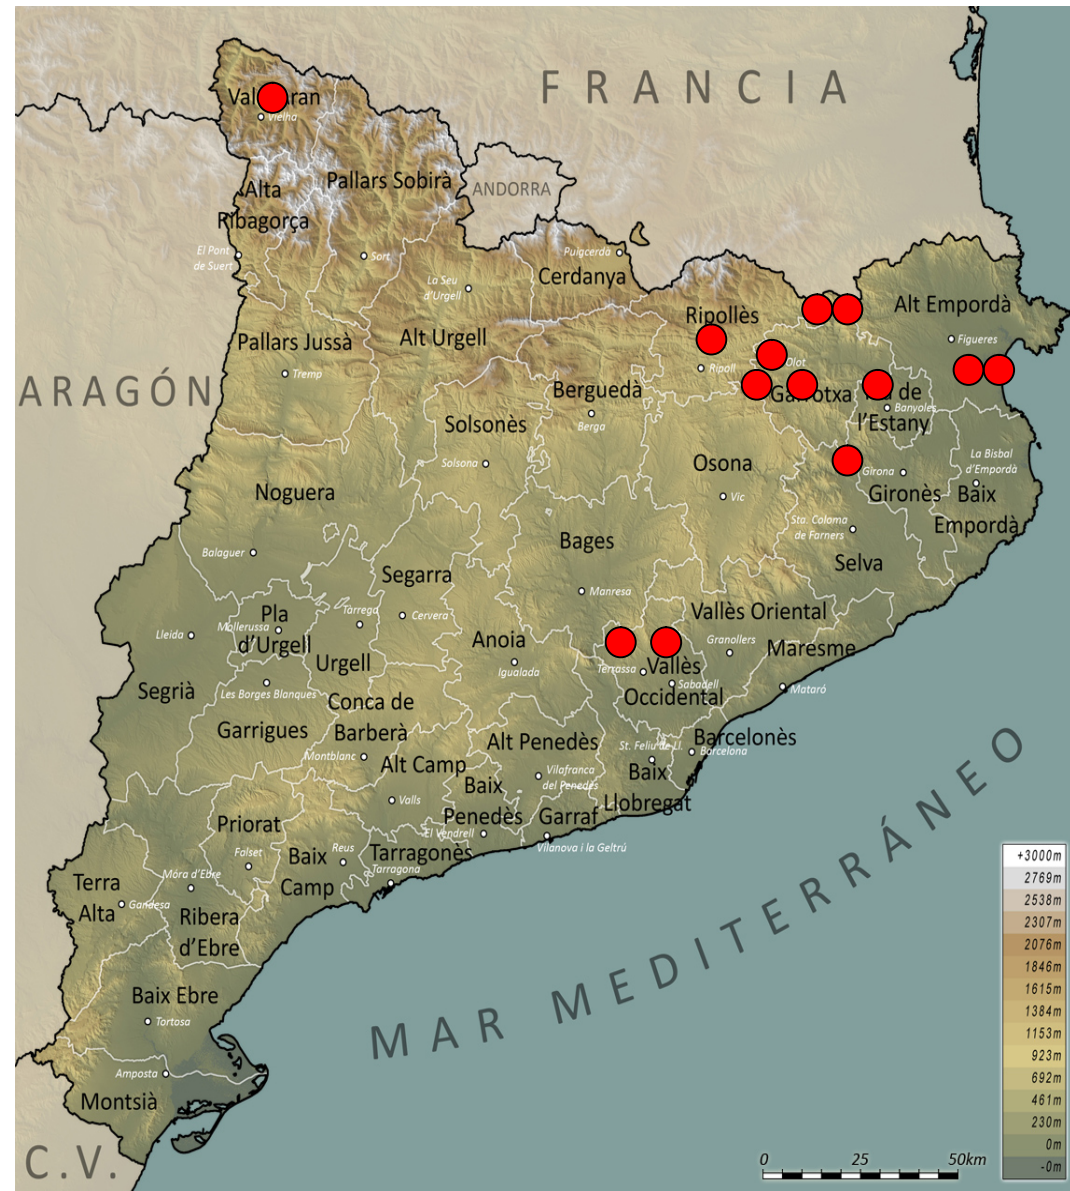 FRANCIA
Vielha
Pallars Sobirà
ANDORRA
Alta
Ribagorça
El Pont
de Suert
Sort
Puigcerdà
Cerdanya
La Seu
d'Urgell
Alt Empordà
Ripollès
Pallars Jussà
Alt Urgell
Figueres
Olot
Ripoll
Tremp
ARAGÓN
Berguedà
Berga
Garrotxa
de
l'Estany
Banyoles
Solsonès
Solsona
Osona
Vic
Girona
La Bisbal
d'Empordà
Gironès
Baix
Empordà
Noguera
Sta. Coloma
de Farners
Selva
Balaguer
Bages
Manresa
Segarra
Cervera
Pla
d'Urgell
Mollerussa
Tàrrega
Urgell
Lleida
Anoia
Igualada
Vallès Oriental
Granollers
Maresme
Mataró
Terrassa
Vallès
Occidental
Sabadell
Segrià
Les Borges Blanques
Garrigues
Conca de
Barberà
Montblanc
Alt Camp
Valls
Alt Penedès
Vilafranca
del Penedès
St. Feliu de Ll.
Barcelonès
Barcelona
Baix
Llobregat
Baix
Penedès
El Vendrell
Garraf
Vilanova i la Geltrú
Priorat
Falset
Baix
Camp
Reus
Tarragonès
Tarragona
Móra d'Ebre
Terra
Alta
Gandesa
Ribera
d'Ebre
Baix Ebre
Tortosa
Amposta
Montsià
C.V.
MAR MEDITERRÁNEO
+3000m
2769m
2538m
2307m
2076m
1846m
1615m
1384m
1153m
923m
692m
461m
230m
0m
-0m
0 25 50km